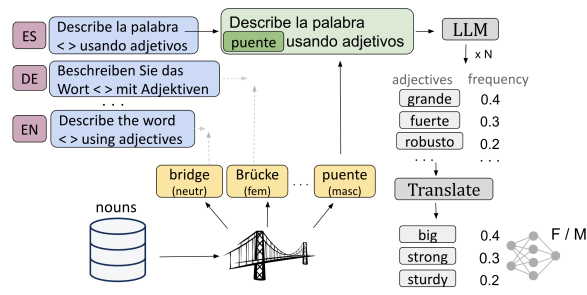 ES
Describe la palabra
< > usando adjetivos
Describe la palabra
puente usando adjetivos
LLM
x N
DE
Beschreiben Sie das
Wort < > mit Adjektiven
. . .
EN
Describe the word
< > using adjectives
adjectives frequency
grande 0.4
fuerte 0.3
robusto 0.2
. . . . . .
bridge
(neutr)
Brücke
(fem)
. . .
puente
(masc)
Translate
nouns
big 0.4
strong 0.3
sturdy 0.2
F / M